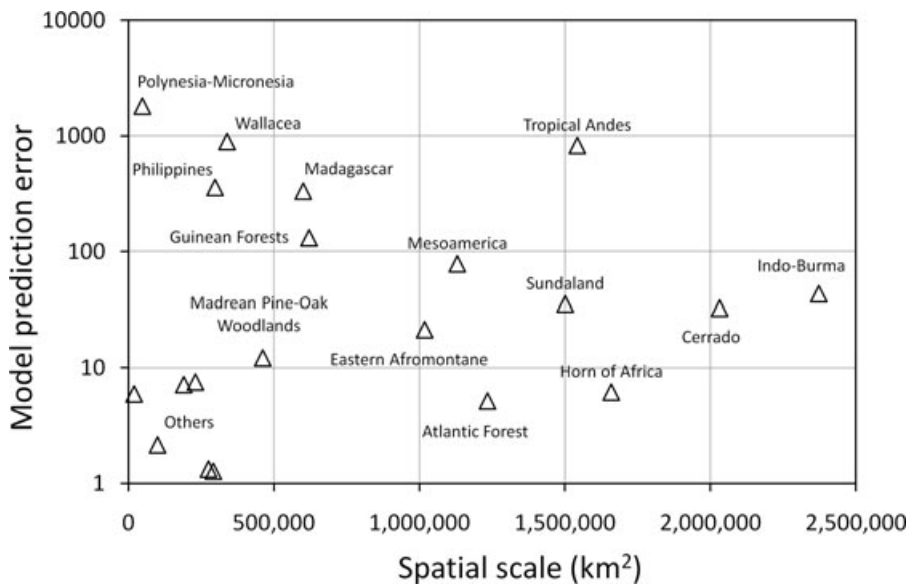 10000
1000
100
10
1
Model prediction error
Polynesia-Micronesia
Wallacea
Tropical Andes
Philippines
Madagascar
Guinean Forests
Mesoamerica
Indo-Burma
Sundaland
Madrean Pine-Oak
Woodlands
Cerrado
Eastern Afromontane
Horn of Africa
Others
Atlantic Forest
0 500,000 1,000,000 1,500,000 2,000,000 2,500,000
Spatial scale (km²)